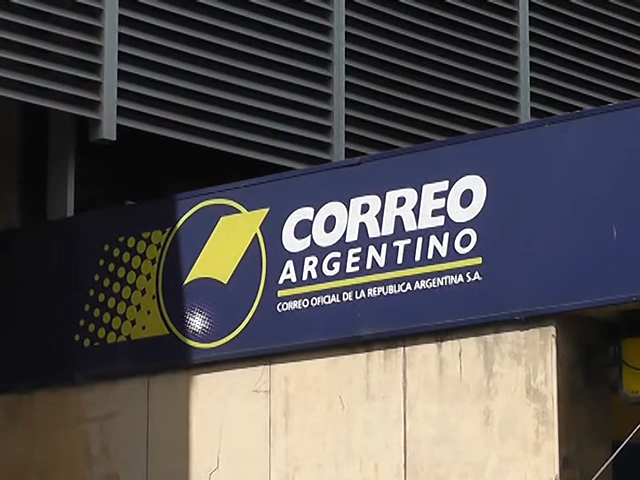 CORREO
ARGENTINO
CORREO OFICIAL DE LA REPUBLICA ARGENTINA S.A.